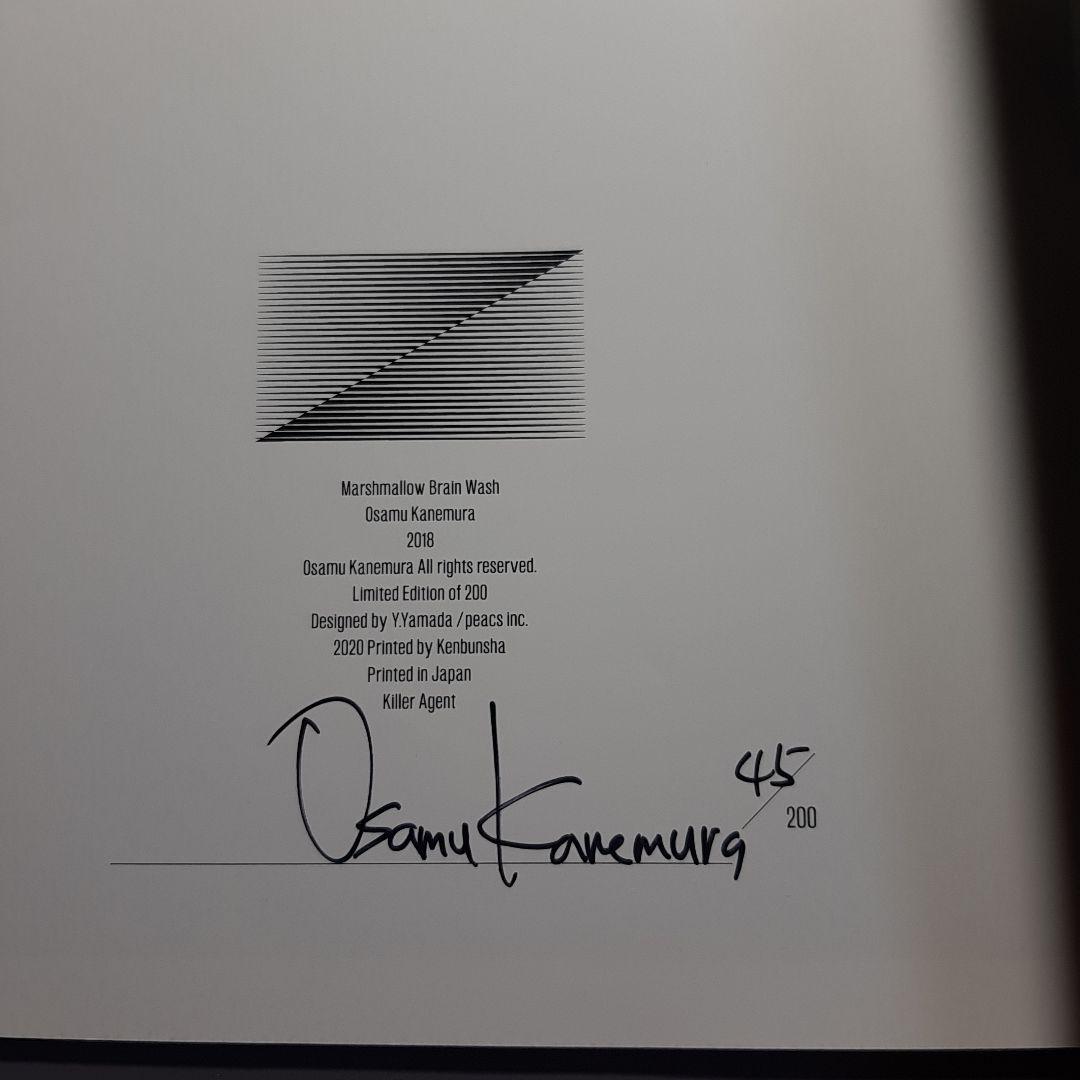 Marshmallow Brain Wash
Osamu Kanemura
2018
Osamu Kanemura All rights reserved.
Limited Edition of 200
Designed by Y.Yamada / peacs inc.
2020 Printed by Kenbunsha
Printed in Japan
Killer Agent
Osamu Kanemura
45/200